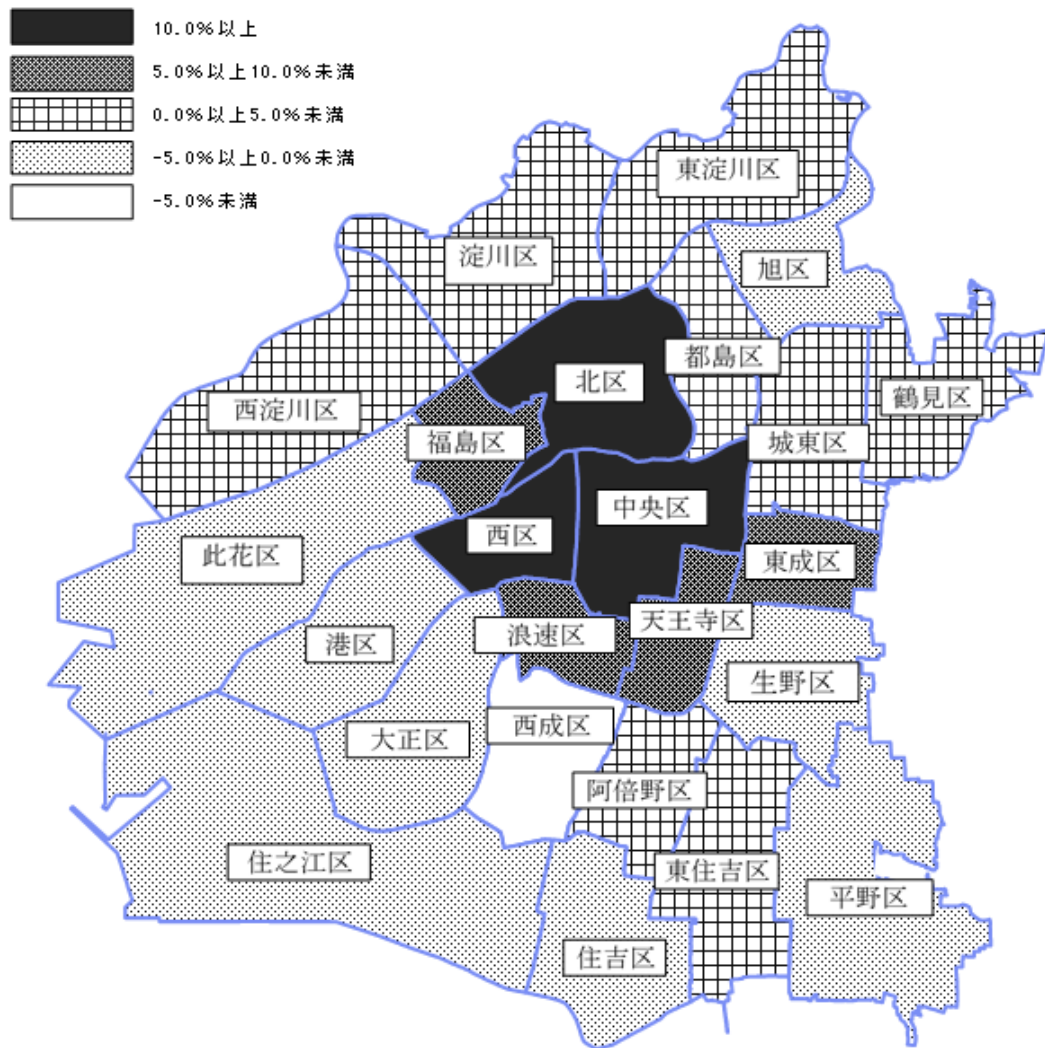 10.0%以上
5.0%以上10.0%未満
0.0%以上5.0%未満
-5.0%以上0.0%未満
-5.0%未満
東淀川区
淀川区
旭区
都島区
北区
西淀川区
鶴見区
福島区
城東区
中央区
西区
此花区
東成区
天王寺区
浪速区
港区
生野区
西成区
大正区
阿倍野区
住之江区
東住吉区
平野区
住吉区